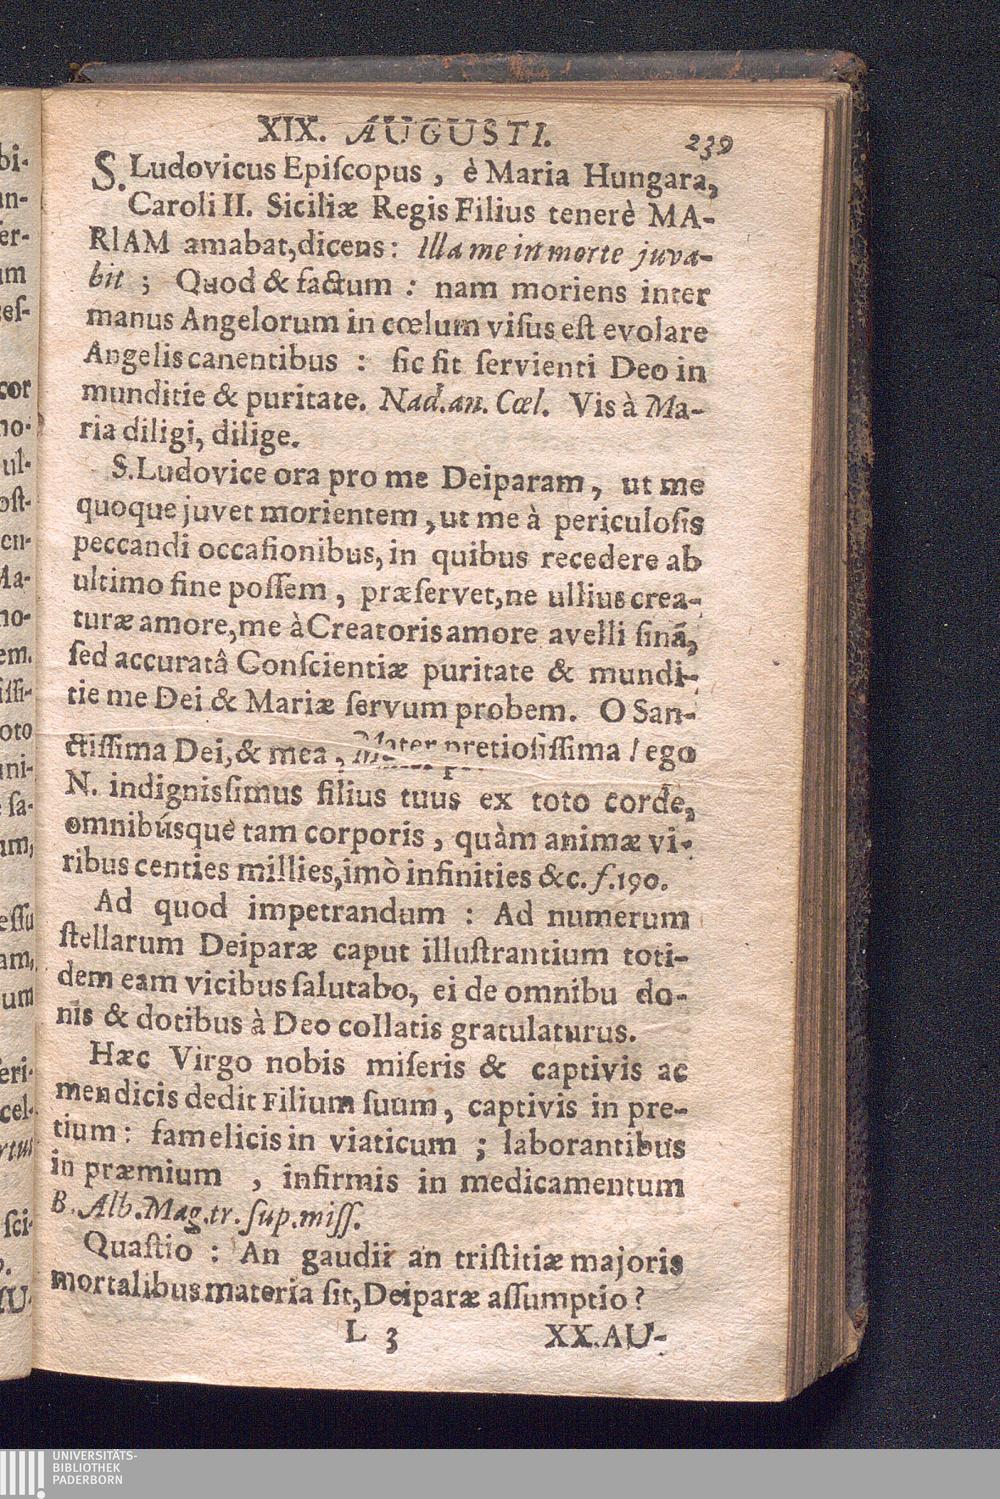 XIX. AUGUSTI. 239
S. Ludovicus Epiſcopus, è Maria Hungara,
Caroli II. Siciliæ Regis Filius tenerè MA-
RIAM amabat, dicens: Illa me in morte juva-
bit; Quod & factum: nam moriens inter
manus Angelorum in cœlum viſus eſt evolare
Angelis canentibus: ſic fit ſervienti Deo in
munditie & puritate. Nad. an. Cœl. Vis à Ma-
ria diligi, dilige.
S. Ludovice ora pro me Deiparam, ut me
quoque juvet morientem, ut me à periculoſis
peccandi occaſionibus, in quibus recedere ab
ultimo fine poſſem, præſervet, ne ullius crea-
turæ amore, me à Creatoris amore avelli ſinã,
ſed accuratâ Conſcientiæ puritate & mundi-
tie me Dei & Mariæ ſervum probem. O San-
ctiſſima Dei, & mea, Mater pretioſiſſima! ego
N. indigniſſimus filius tuus ex toto corde,
omnibúsque tam corporis, quàm animæ vi-
ribus centies millies, imò infinities &c. f. 190.
Ad quod impetrandum: Ad numerum
ſtellarum Deiparæ caput illuſtrantium toti-
dem eam vicibus ſalutabo, ei de omnibu do-
nis & dotibus à Deo collatis gratulaturus.
Hæc Virgo nobis miſeris & captivis ac
mendicis dedit Filium ſuum, captivis in pre-
tium: famelicis in viaticum; laborantibus
in præmium, infirmis in medicamentum
B. Alb. Mag. tr. ſup. miſſ.
Quæſtio: An gaudii an triſtitiæ majoris
mortalibus materia ſit, Deiparæ aſſumptio?
L 3 XX. AU-
UNIVERSITÄTS-
BIBLIOTHEK
PADERBORN